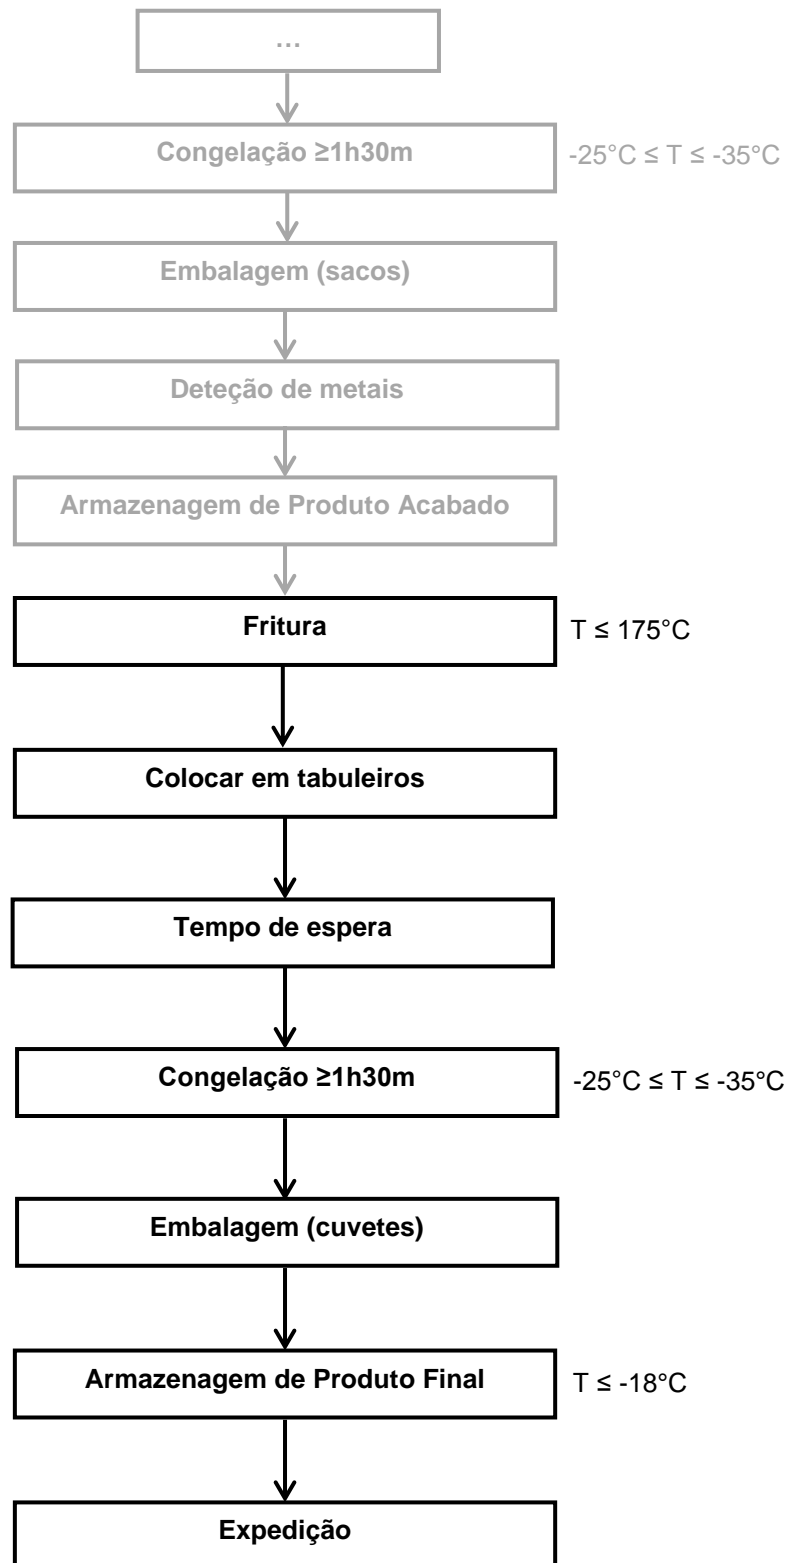 ...
Congelação ≥1h30m
-25°C ≤ T ≤ -35°C
Embalagem (sacos)
Deteção de metais
Armazenagem de Produto Acabado
Fritura
T ≤ 175°C
Colocar em tabuleiros
Tempo de espera
Congelação ≥1h30m
-25°C ≤ T ≤ -35°C
Embalagem (cuvetes)
Armazenagem de Produto Final
T ≤ -18°C
Expedição